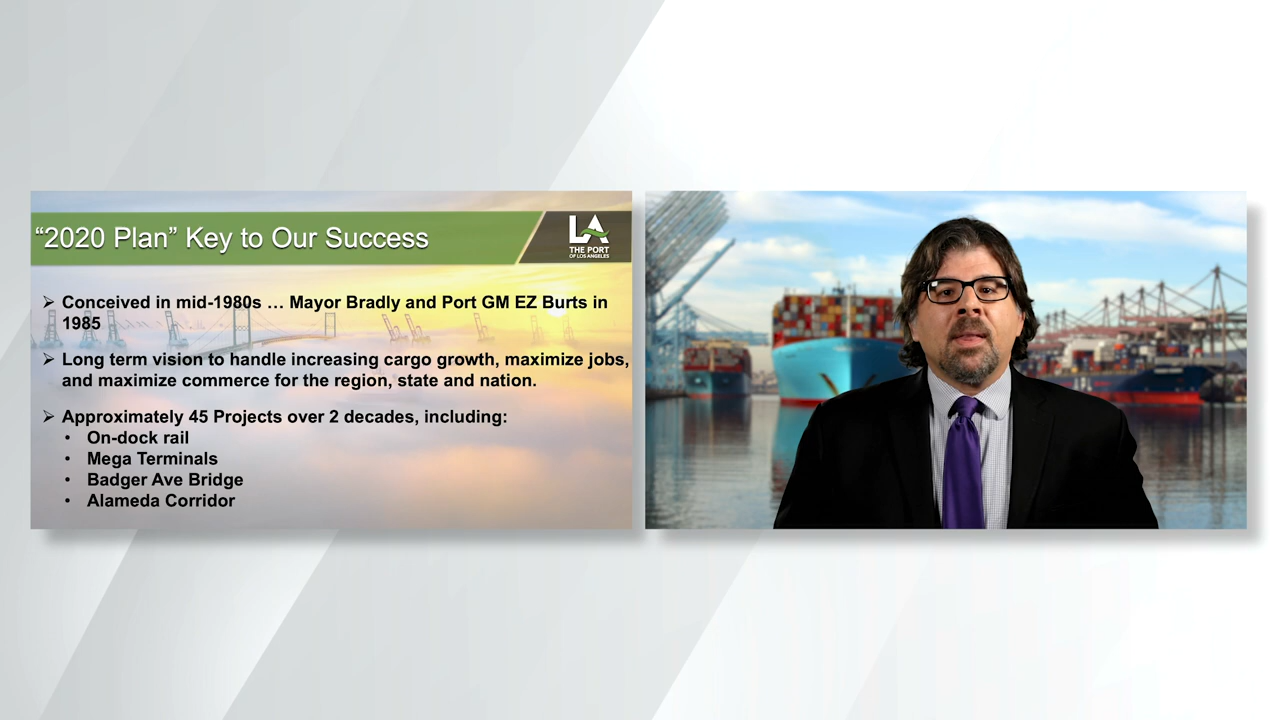 “2020 Plan” Key to Our Success
LA
THE PORT
OF LOS ANGELES
➢ Conceived in mid-1980s … Mayor Bradly and Port GM EZ Burts in
1985
➢ Long term vision to handle increasing cargo growth, maximize jobs,
and maximize commerce for the region, state and nation.
➢ Approximately 45 Projects over 2 decades, including:
• On-dock rail
• Mega Terminals
• Badger Ave Bridge
• Alameda Corridor